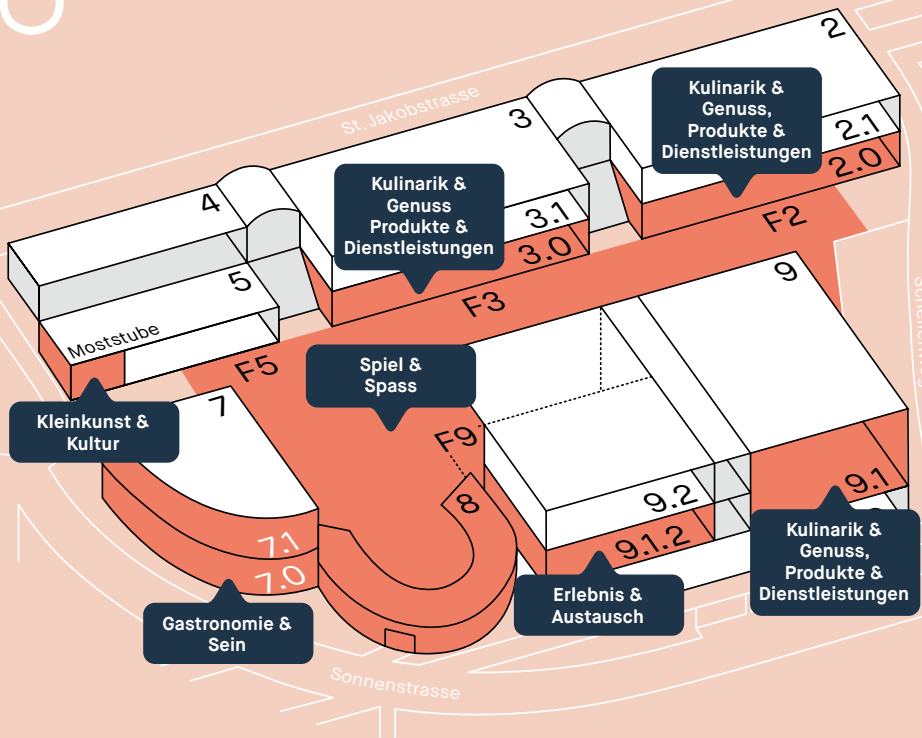 2
St. Jakobstrasse
3
Kulinarik &
Genuss,
Produkte &
Dienstleistungen
2.1
2.0
4
Kulinarik &
Genuss
Produkte &
Dienstleistungen
3.1
3.0
F2
5
9
F3
Moststube
F5
Spiel &
Spass
7
Kleinkunst &
Kultur
F9
8
9.2
9.1
7.1
9.1.2
7.0
Kulinarik &
Genuss,
Produkte &
Dienstleistungen
Erlebnis &
Austausch
Gastronomie &
Sein
Sonnenstrasse